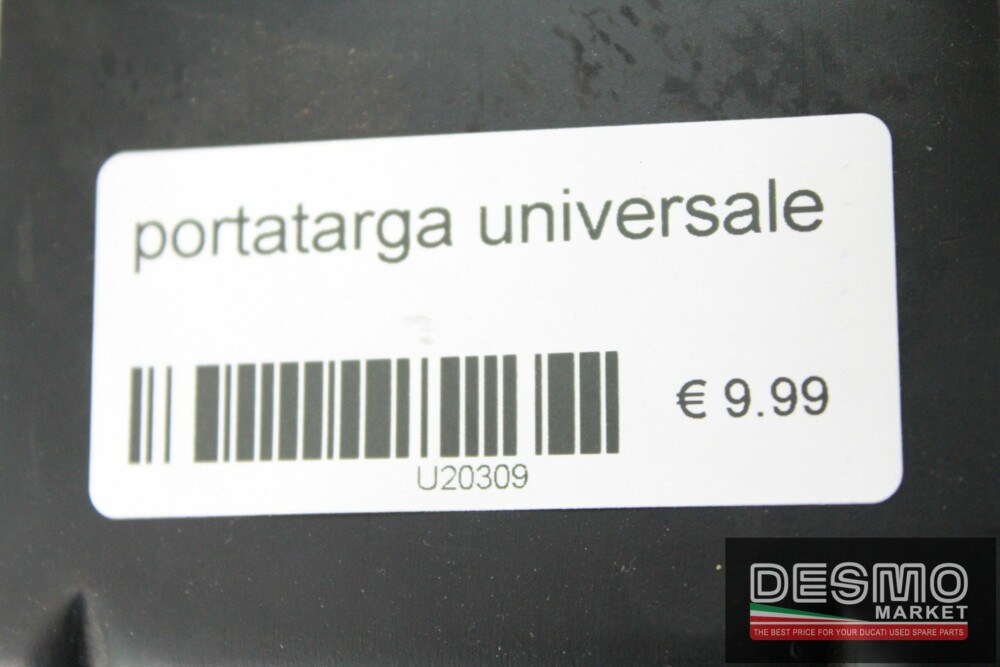 portatarga universale
€ 9.99
U20309
DESMO
MARKET
THE BEST PRICE FOR YOUR DUCATI USED SPARE PARTS